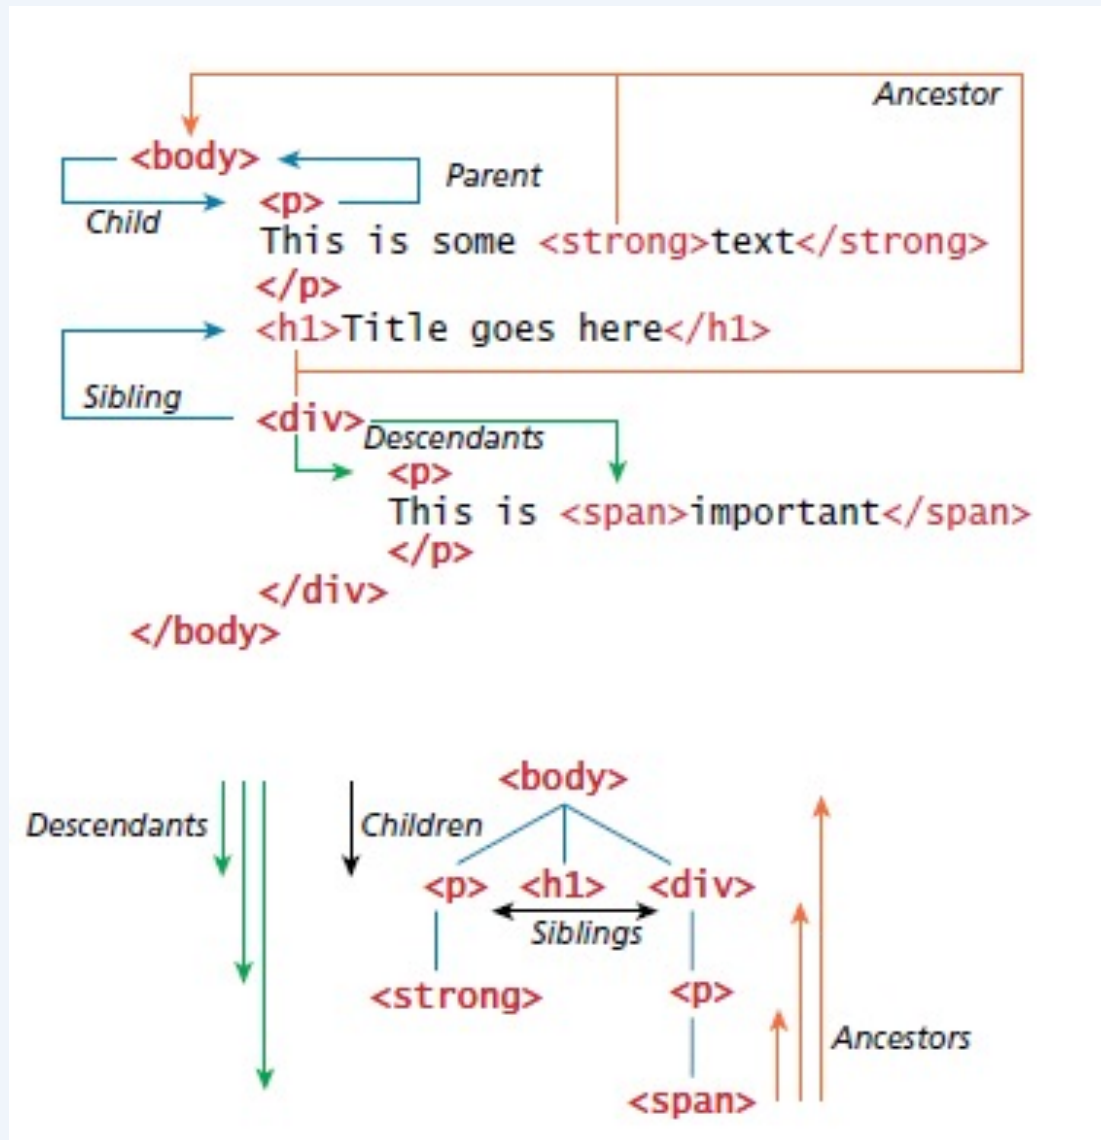 Ancestor
<body>
Parent
<p>
Child
This is some <strong>text</strong>
</p>
<h1>Title goes here</h1>
Sibling
<div>
Descendants
<p>
This is <span>important</span>
</p>
</div>
</body>
<body>
Descendants
Children
<p> <h1> <div>
Siblings
<strong>
<p>
Ancestors
<span>